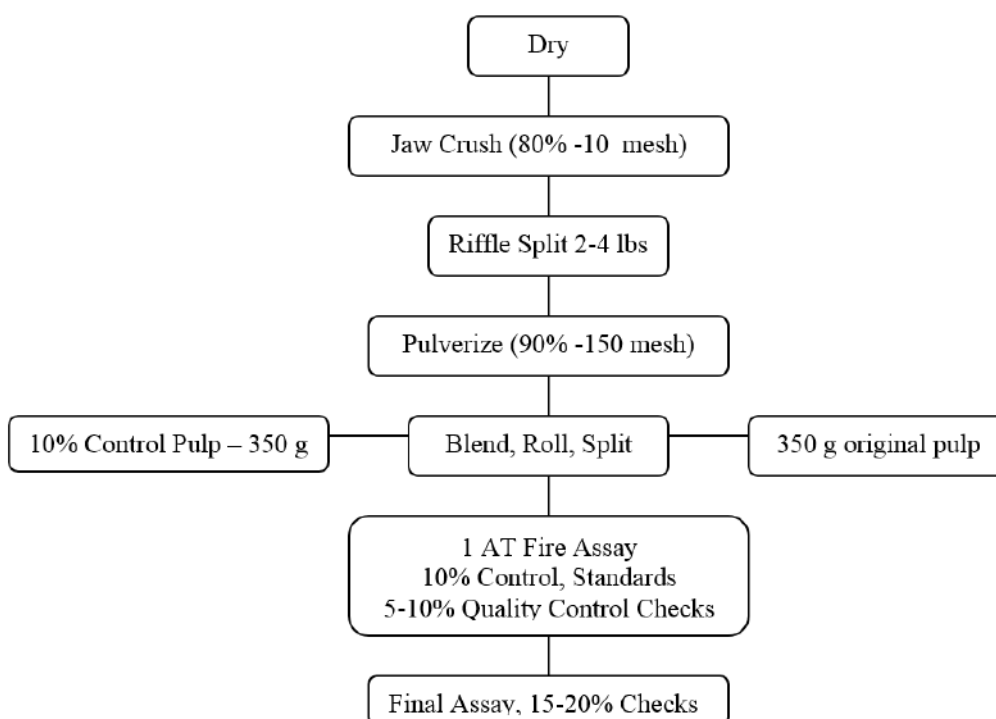 Dry
Jaw Crush (80% -10 mesh)
Riffle Split 2-4 lbs
Pulverize (90% -150 mesh)
10% Control Pulp – 350 g
Blend, Roll, Split
350 g original pulp
1 AT Fire Assay
10% Control, Standards
5-10% Quality Control Checks
Final Assay, 15-20% Checks